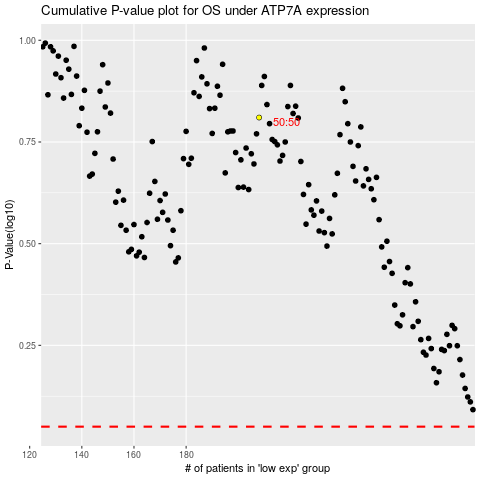 Cumulative P-value plot for OS under ATP7A expression
P-Value(log10)
1.00
0.75
0.50
0.25
50:50
120 140 160 180
# of patients in 'low exp' group